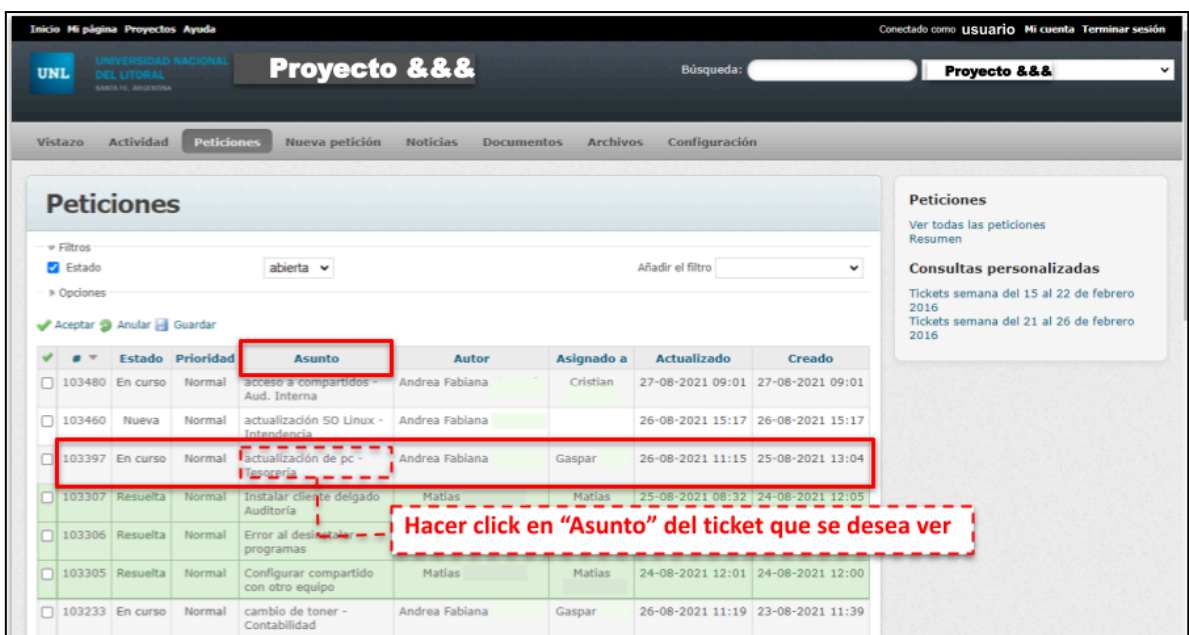 Inicio Mi página Proyectos Ayuda
Conectado como usuario Mi cuenta Terminar sesión
UNL
UNIVERSIDAD NACIONAL
DEL LITORAL
SANTA FE, ARGENTINA
Proyecto &&&
Búsqueda:
Proyecto &&&
Vistazo Actividad Peticiones Nueva petición Noticias Documentos Archivos Configuración
Peticiones
Filtros
Estado abierta Añadir el filtro
Opciones
Aceptar Anular Guardar
# Estado Prioridad Asunto Autor Asignado a Actualizado Creado
103480 En curso Normal acceso a compartidos - Andrea Fabiana Cristian 27-08-2021 09:01 27-08-2021 09:01
Aud. Interna
103460 Nueva Normal actualización SO Linux - Andrea Fabiana 26-08-2021 15:17 26-08-2021 15:17
Intendencia
103397 En curso Normal actualización de pc - Andrea Fabiana Gaspar 26-08-2021 11:15 25-08-2021 13:04
Tesorería
103307 Resuelta Normal Instalar cliente delgado Matias Matias 25-08-2021 08:32 24-08-2021 12:05
Auditoría
Hacer click en “Asunto” del ticket que se desea ver
103306 Resuelta Normal Error al desinstalar
programas
103305 Resuelta Normal Configurar compartido Matias Matias 24-08-2021 12:01 24-08-2021 12:00
con otro equipo
103233 En curso Normal cambio de toner - Andrea Fabiana Gaspar 26-08-2021 11:19 23-08-2021 11:39
Contabilidad
Peticiones
Ver todas las peticiones
Resumen
Consultas personalizadas
Tickets semana del 15 al 22 de febrero
2016
Tickets semana del 21 al 26 de febrero
2016